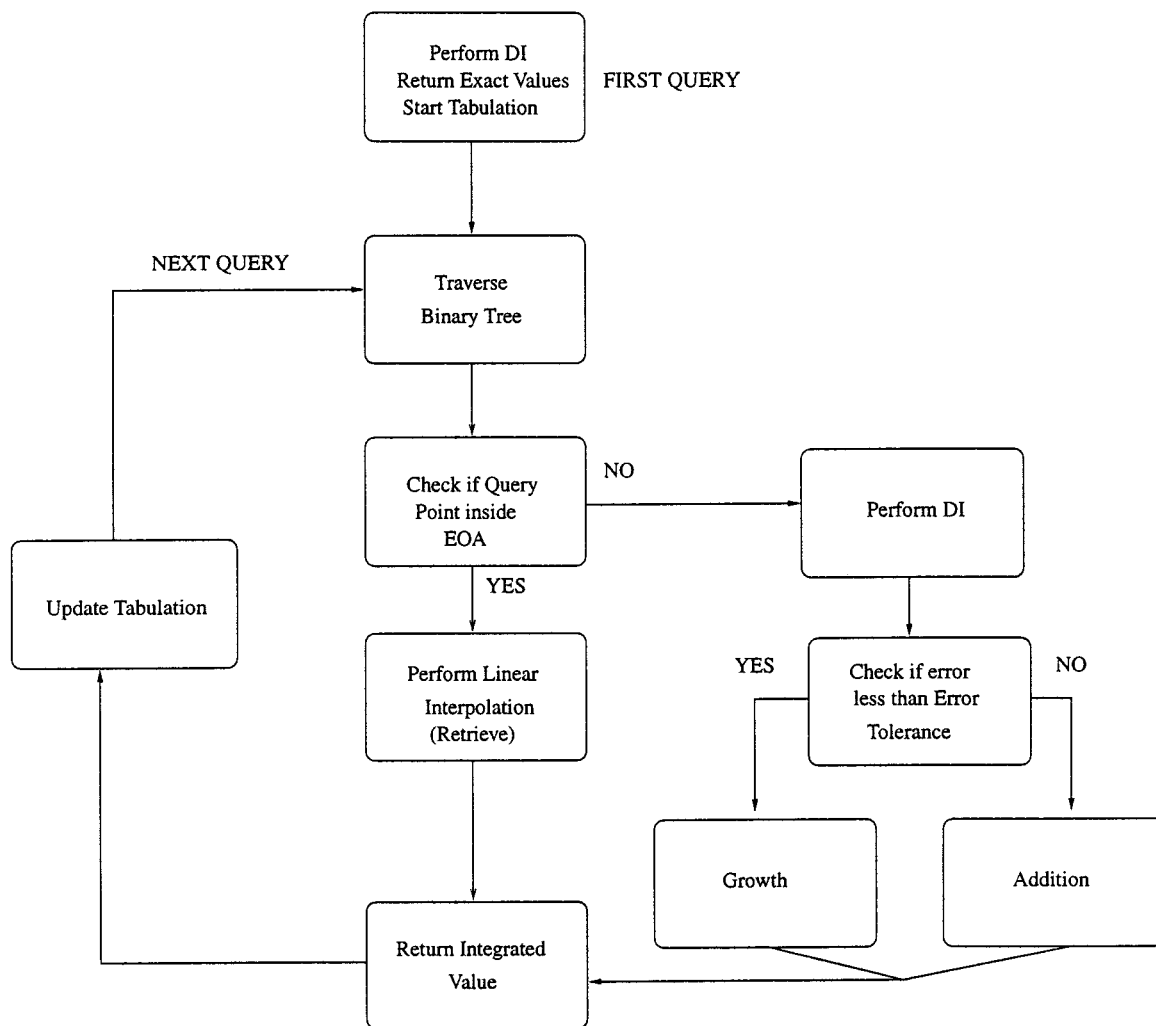 Perform DI
Return Exact Values
Start Tabulation
FIRST QUERY
NEXT QUERY
Traverse
Binary Tree
Check if Query
Point inside
EOA
NO
Perform DI
YES
Update Tabulation
Perform Linear
Interpolation
(Retrieve)
YES
Check if error
less than Error
Tolerance
NO
Growth
Addition
Return Integrated
Value